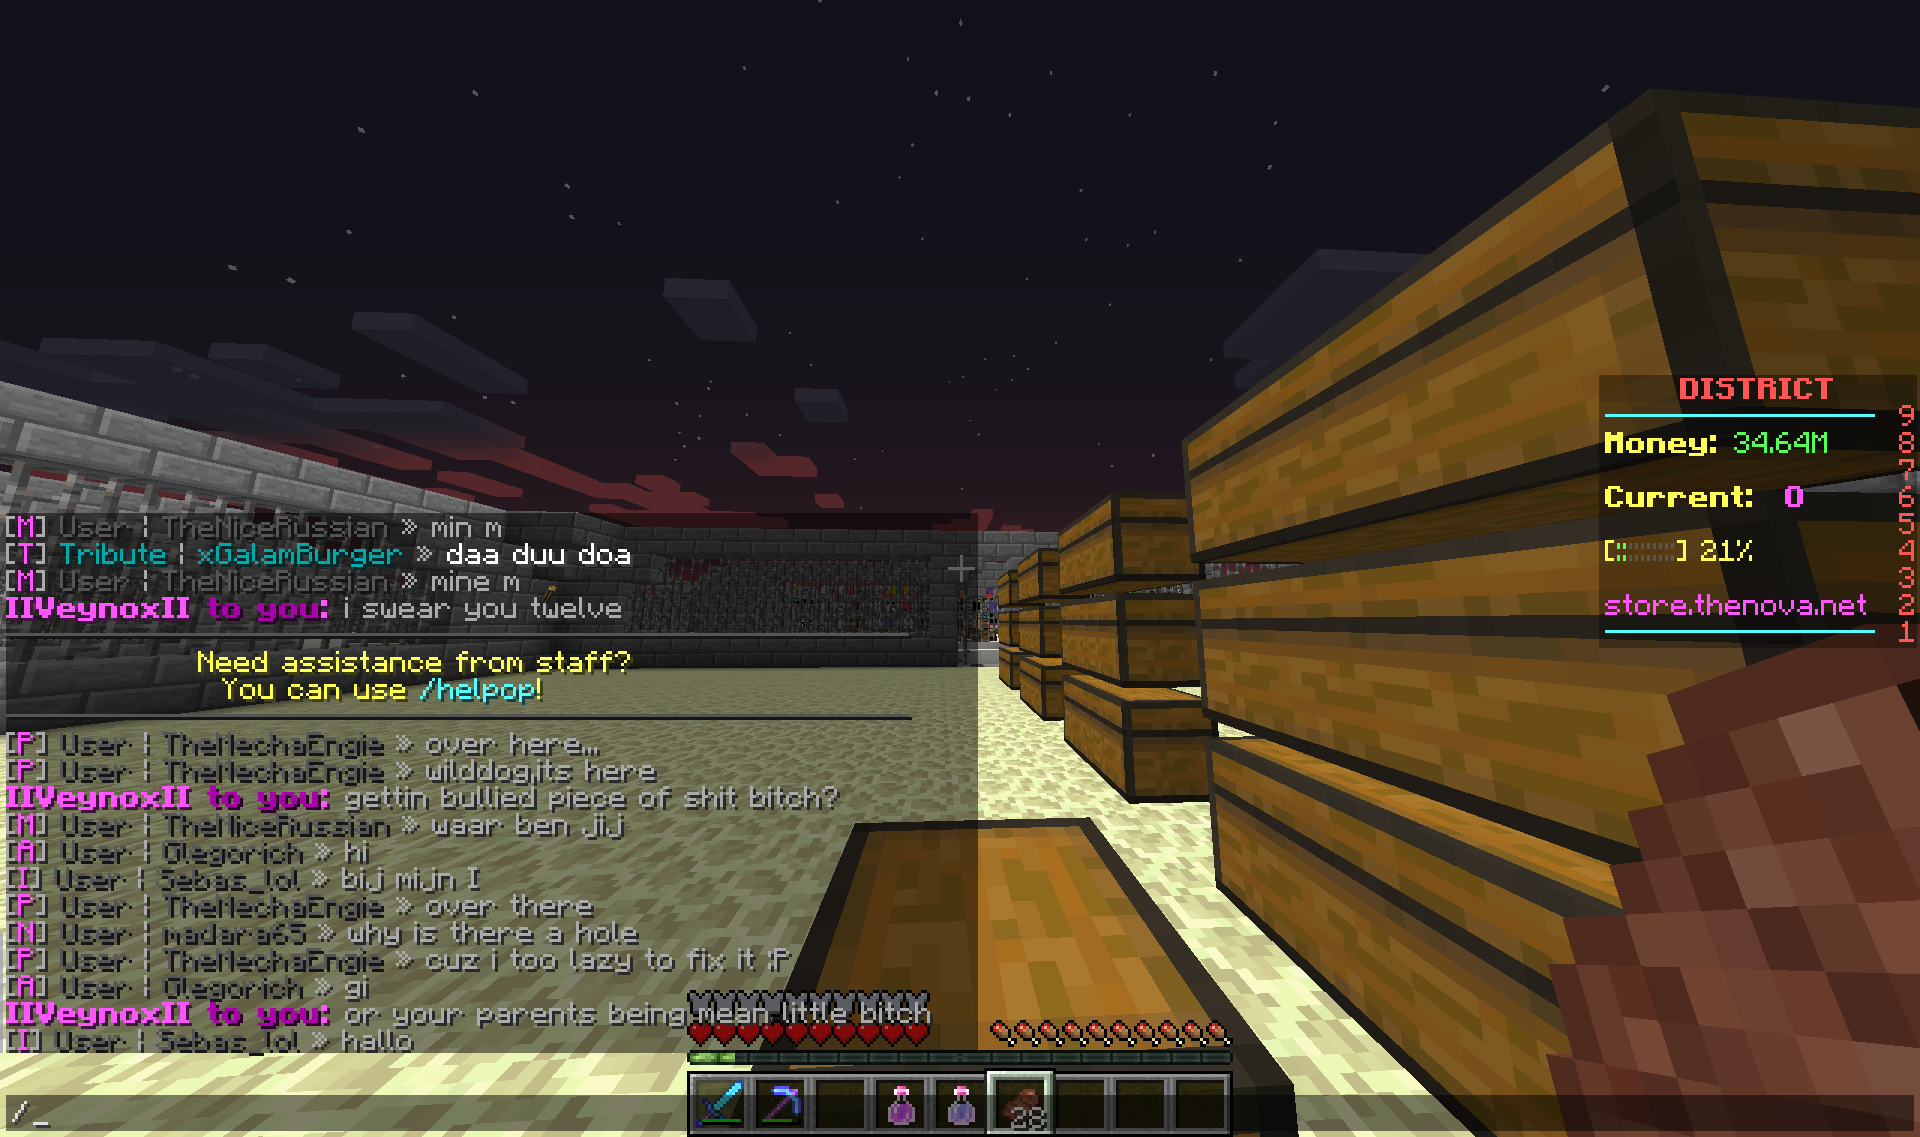 [M] User | TheNiceRussian » min m
[T] Tribute | xGalamBurger » daa duu doa
[M] User | TheNiceRussian » mine m
IIVeynoxII to you: i swear you twelve
Need assistance from staff?
You can use /helpop!
[P] User | TheMechaEngie » over here...
[P] User | TheMechaEngie » wilddog,its here
IIVeynoxII to you: gettin bullied piece of shit bitch?
[M] User | TheNiceRussian » waar ben jij
[A] User | Olegorich » hi
[I] User | Sebas_lol » bij mijn I
[P] User | TheMechaEngie » over there
[N] User | madara65 » why is there a hole
[P] User | TheMechaEngie » cuz i too lazy to fix it :P
[A] User | Olegorich » gi
IIVeynoxII to you: or your parents being mean little bitch
[I] User | Sebas_lol » hallo
/_
28
DISTRICT
9
Money: 34.64M 8
7
Current: 0 6
5
[::::::::::] 21% 4
3
store.thenova.net 2
1